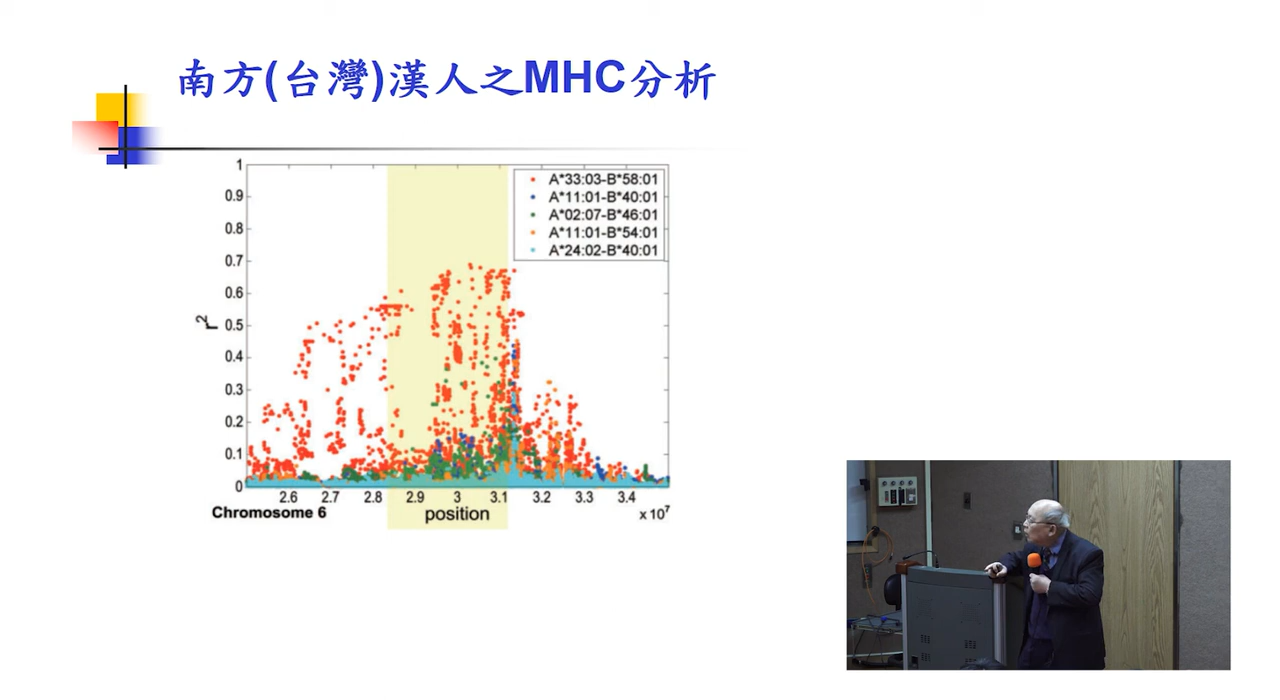 南方(台灣)漢人之MHC分析
1
0.9
0.8
0.7
0.6
0.5
0.4
0.3
0.2
0.1
0
r²
A*33:03-B*58:01
A*11:01-B*40:01
A*02:07-B*46:01
A*11:01-B*54:01
A*24:02-B*40:01
2.6 2.7 2.8 2.9 3 3.1 3.2 3.3 3.4
Chromosome 6 position x 10⁷